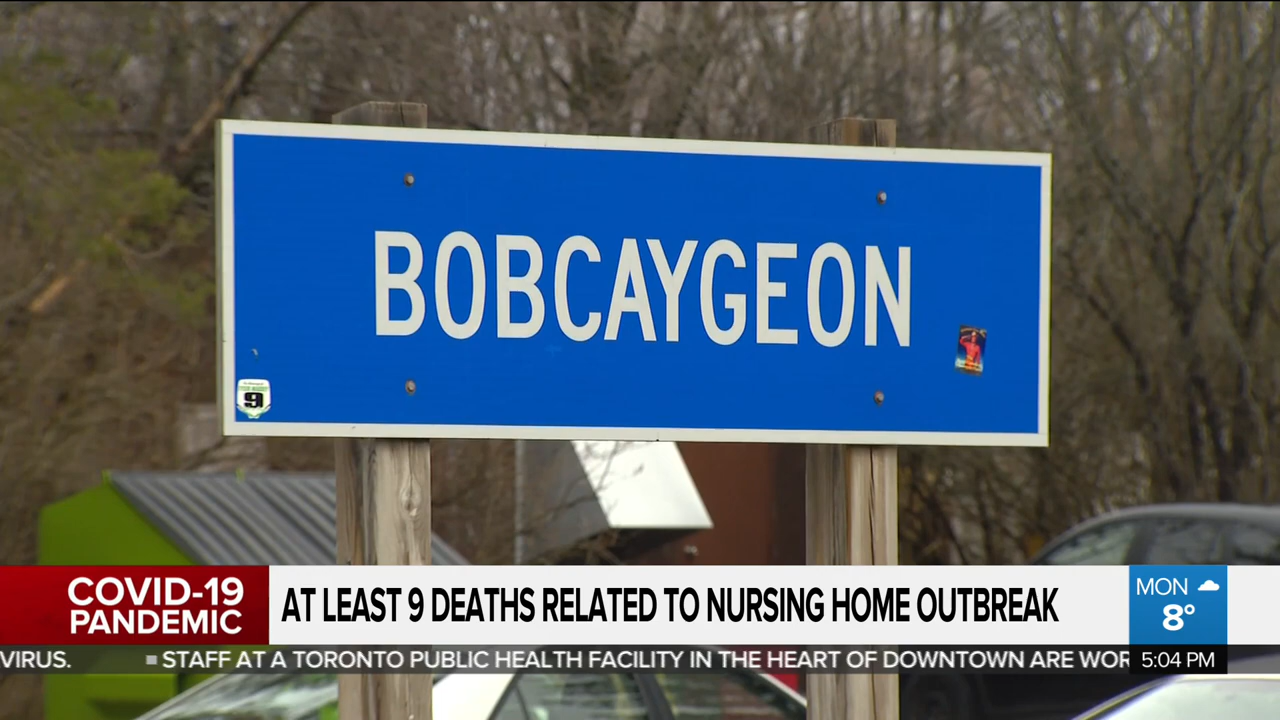 BOBCAYGEON
9
COVID-19
PANDEMIC
AT LEAST 9 DEATHS RELATED TO NURSING HOME OUTBREAK
MON
8°
VIRUS. ■ STAFF AT A TORONTO PUBLIC HEALTH FACILITY IN THE HEART OF DOWNTOWN ARE WOR
5:04 PM